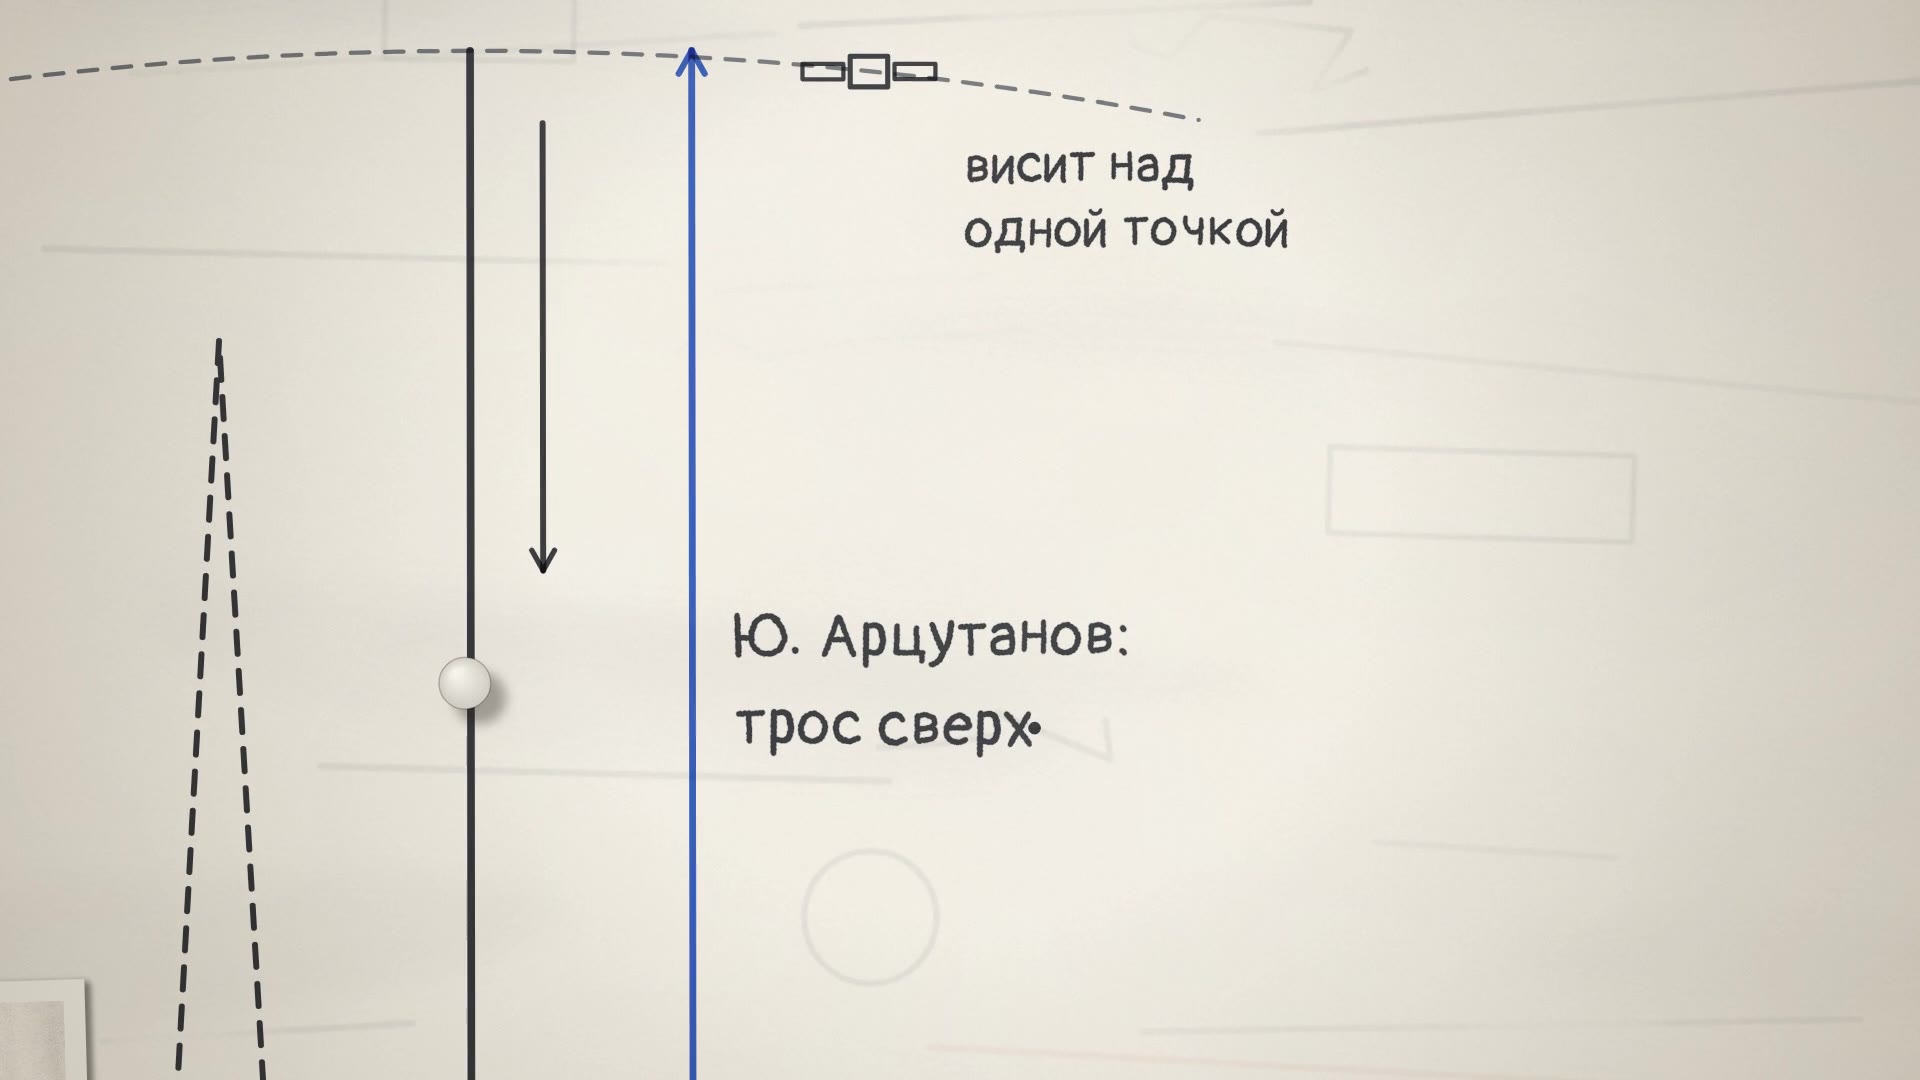 висит над
одной точкой
Ю. Арцутанов:
трос сверх